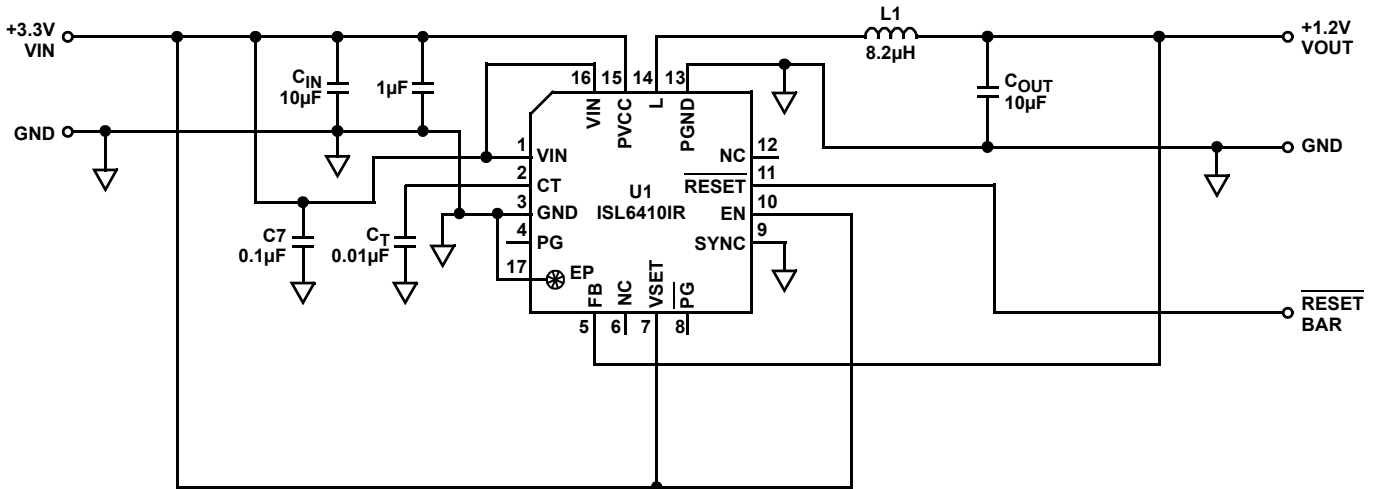 +3.3V
VIN
GND
CIN
10µF
1µF
C7
0.1µF
CT
0.01µF
L1
8.2µH
COUT
10µF
+1.2V
VOUT
GND
RESET
BAR
U1
ISL6410IR
16
15
14
13
VIN
PVCC
L
PGND
1
VIN
2
CT
3
GND
4
PG
17
EP
12
NC
11
RESET
10
EN
9
SYNC
FB
NC
VSET
PG
5
6
7
8